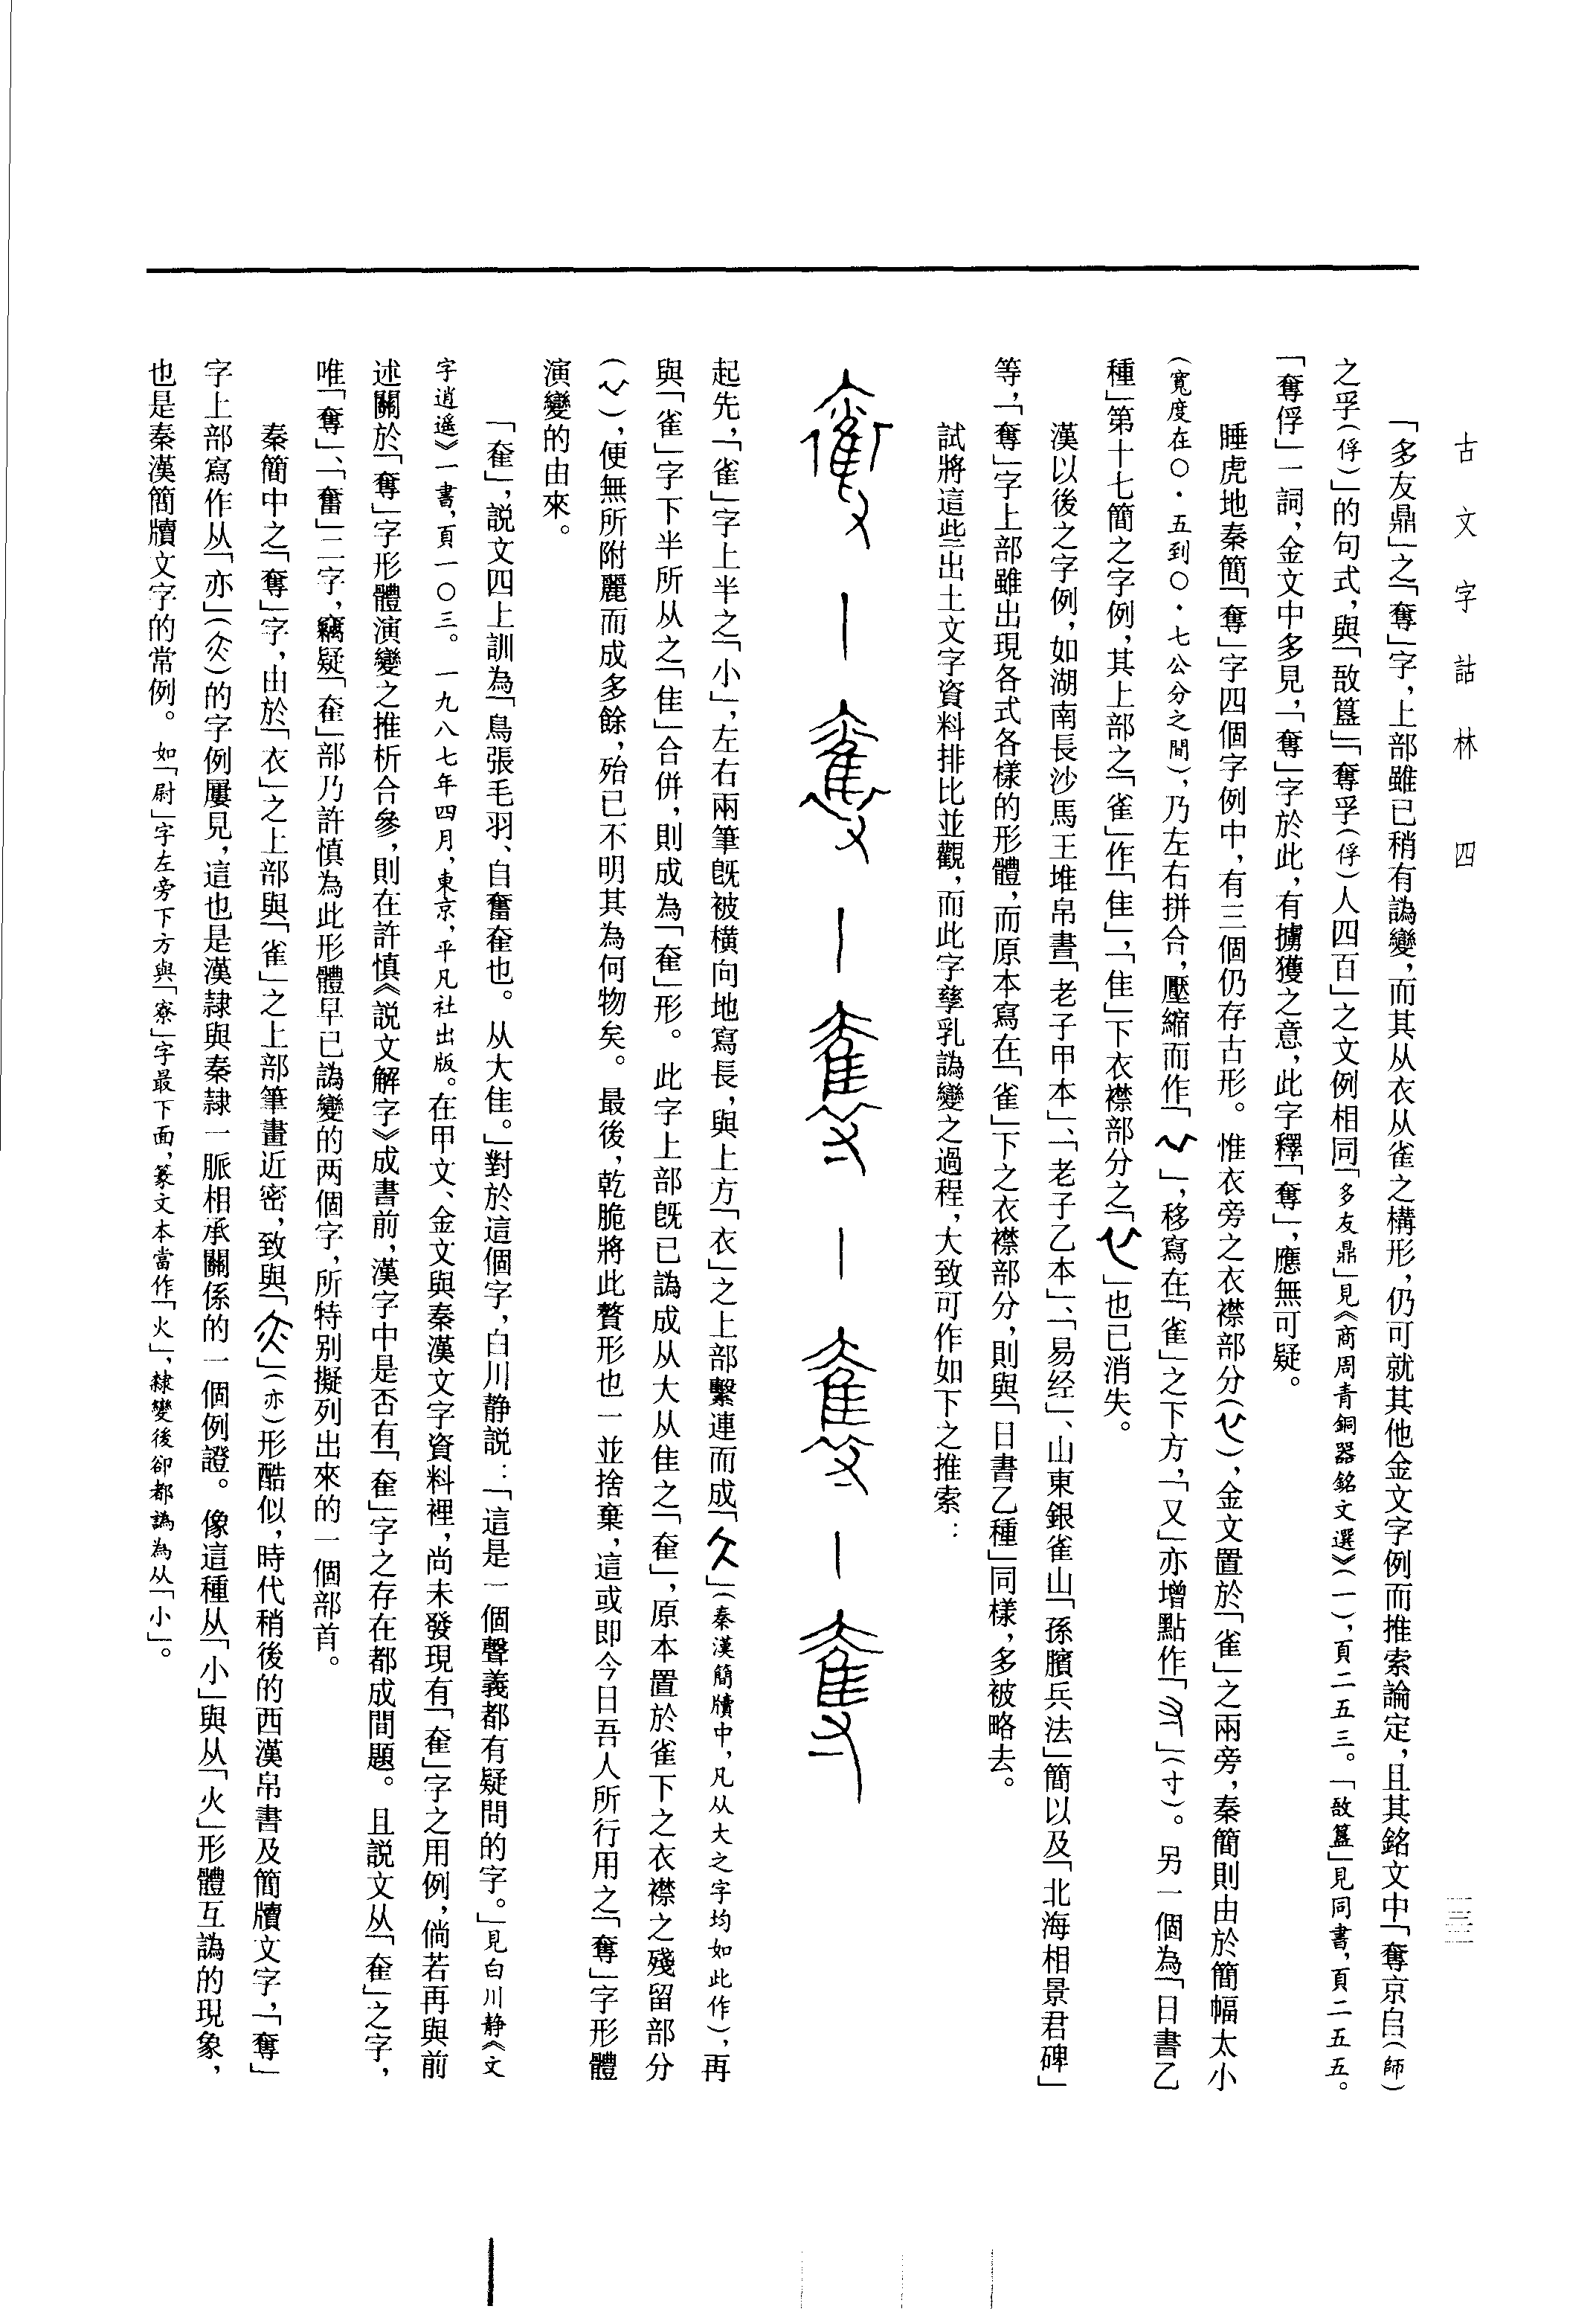 古文字詁林　四
一三三
「多友鼎」之「奪」字，上部雖已稍有譌變，而其从衣从雀之構形，仍可就其他金文字例而推索論定，且其銘文中「奪京𠂤（師）
之孚（俘）」的句式，與「敔簋」「奪孚（俘）人四百」之文例相同「多友鼎」見《商周青銅器銘文選》（一），頁二五三。「敔簋」見同書，頁二五五。
「奪俘」一詞，金文中多見，「奪」字於此，有擄獲之意，此字釋「奪」，應無可疑。
睡虎地秦簡「奪」字四個字例中，有三個仍存古形。惟衣旁之衣襟部分（），金文置於「雀」之兩旁，秦簡則由於簡幅太小
（寬度在〇・五到〇・七公分之間），乃左右拼合，壓縮而作「」，移寫在「雀」之下方，「又」亦增點作「」（寸）。另一個為「日書乙
種」第十七簡之字例，其上部之「雀」作「隹」，「隹」下衣襟部分之「」也已消失。
漢以後之字例，如湖南長沙馬王堆帛書「老子甲本」、「老子乙本」、「易经」、山東銀雀山「孫臏兵法」簡以及「北海相景君碑」
等，「奪」字上部雖出現各式各樣的形體，而原本寫在「雀」下之衣襟部分，則與「日書乙種」同樣，多被略去。
試將這些出土文字資料排比並觀，而此字孳乳譌變之過程，大致可作如下之推索：
起先，「雀」字上半之「小」，左右兩筆旣被橫向地寫長，與上方「衣」之上部繫連而成「」（秦漢簡牘中，凡从大之字均如此作），再
與「雀」字下半所从之「隹」合併，則成為「奞」形。此字上部旣已譌成从大从隹之「奞」，原本置於雀下之衣襟之殘留部分
（），便無所附麗而成多餘，殆已不明其為何物矣。最後，乾脆將此贅形也一並捨棄，這或即今日吾人所行用之「奪」字形體
演變的由來。
「奞」，説文四上訓為「鳥張毛羽、自奮奞也。从大隹。」對於這個字，白川静説：「這是一個聲義都有疑問的字。」見白川静《文
字逍遥》一書，頁一〇三。一九八七年四月，東京，平凡社出版。在甲文、金文與秦漢文字資料裡，尚未發現有「奞」字之用例，倘若再與前
述關於「奪」字形體演變之推析合參，則在許慎《説文解字》成書前，漢字中是否有「奞」字之存在都成問題。且説文从「奞」之字，
唯「奪」、「奮」二字，竊疑「奞」部乃許慎為此形體早已譌變的两個字，所特别擬列出來的一個部首。
秦簡中之「奪」字，由於「衣」之上部與「雀」之上部筆畫近密，致與「」（亦）形酷似，時代稍後的西漢帛書及簡牘文字，「奪」
字上部寫作从「亦」（）的字例屢見，這也是漢隸與秦隸一脈相承關係的一個例證。像這種从「小」與从「火」形體互譌的現象，
也是秦漢簡牘文字的常例。如「尉」字左旁下方與「寮」字最下面，篆文本當作「火」，隸變後卻都譌為从「小」。